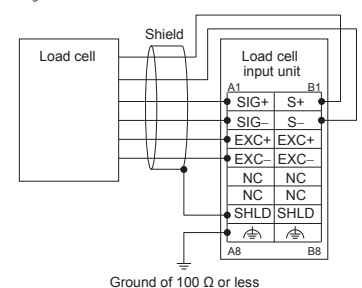 Shield
Load cell
Load cell
input unit
A1 B1
SIG+ S+
SIG– S–
EXC+ EXC+
EXC– EXC–
NC NC
NC NC
SHLD SHLD
A8 B8
Ground of 100 Ω or less